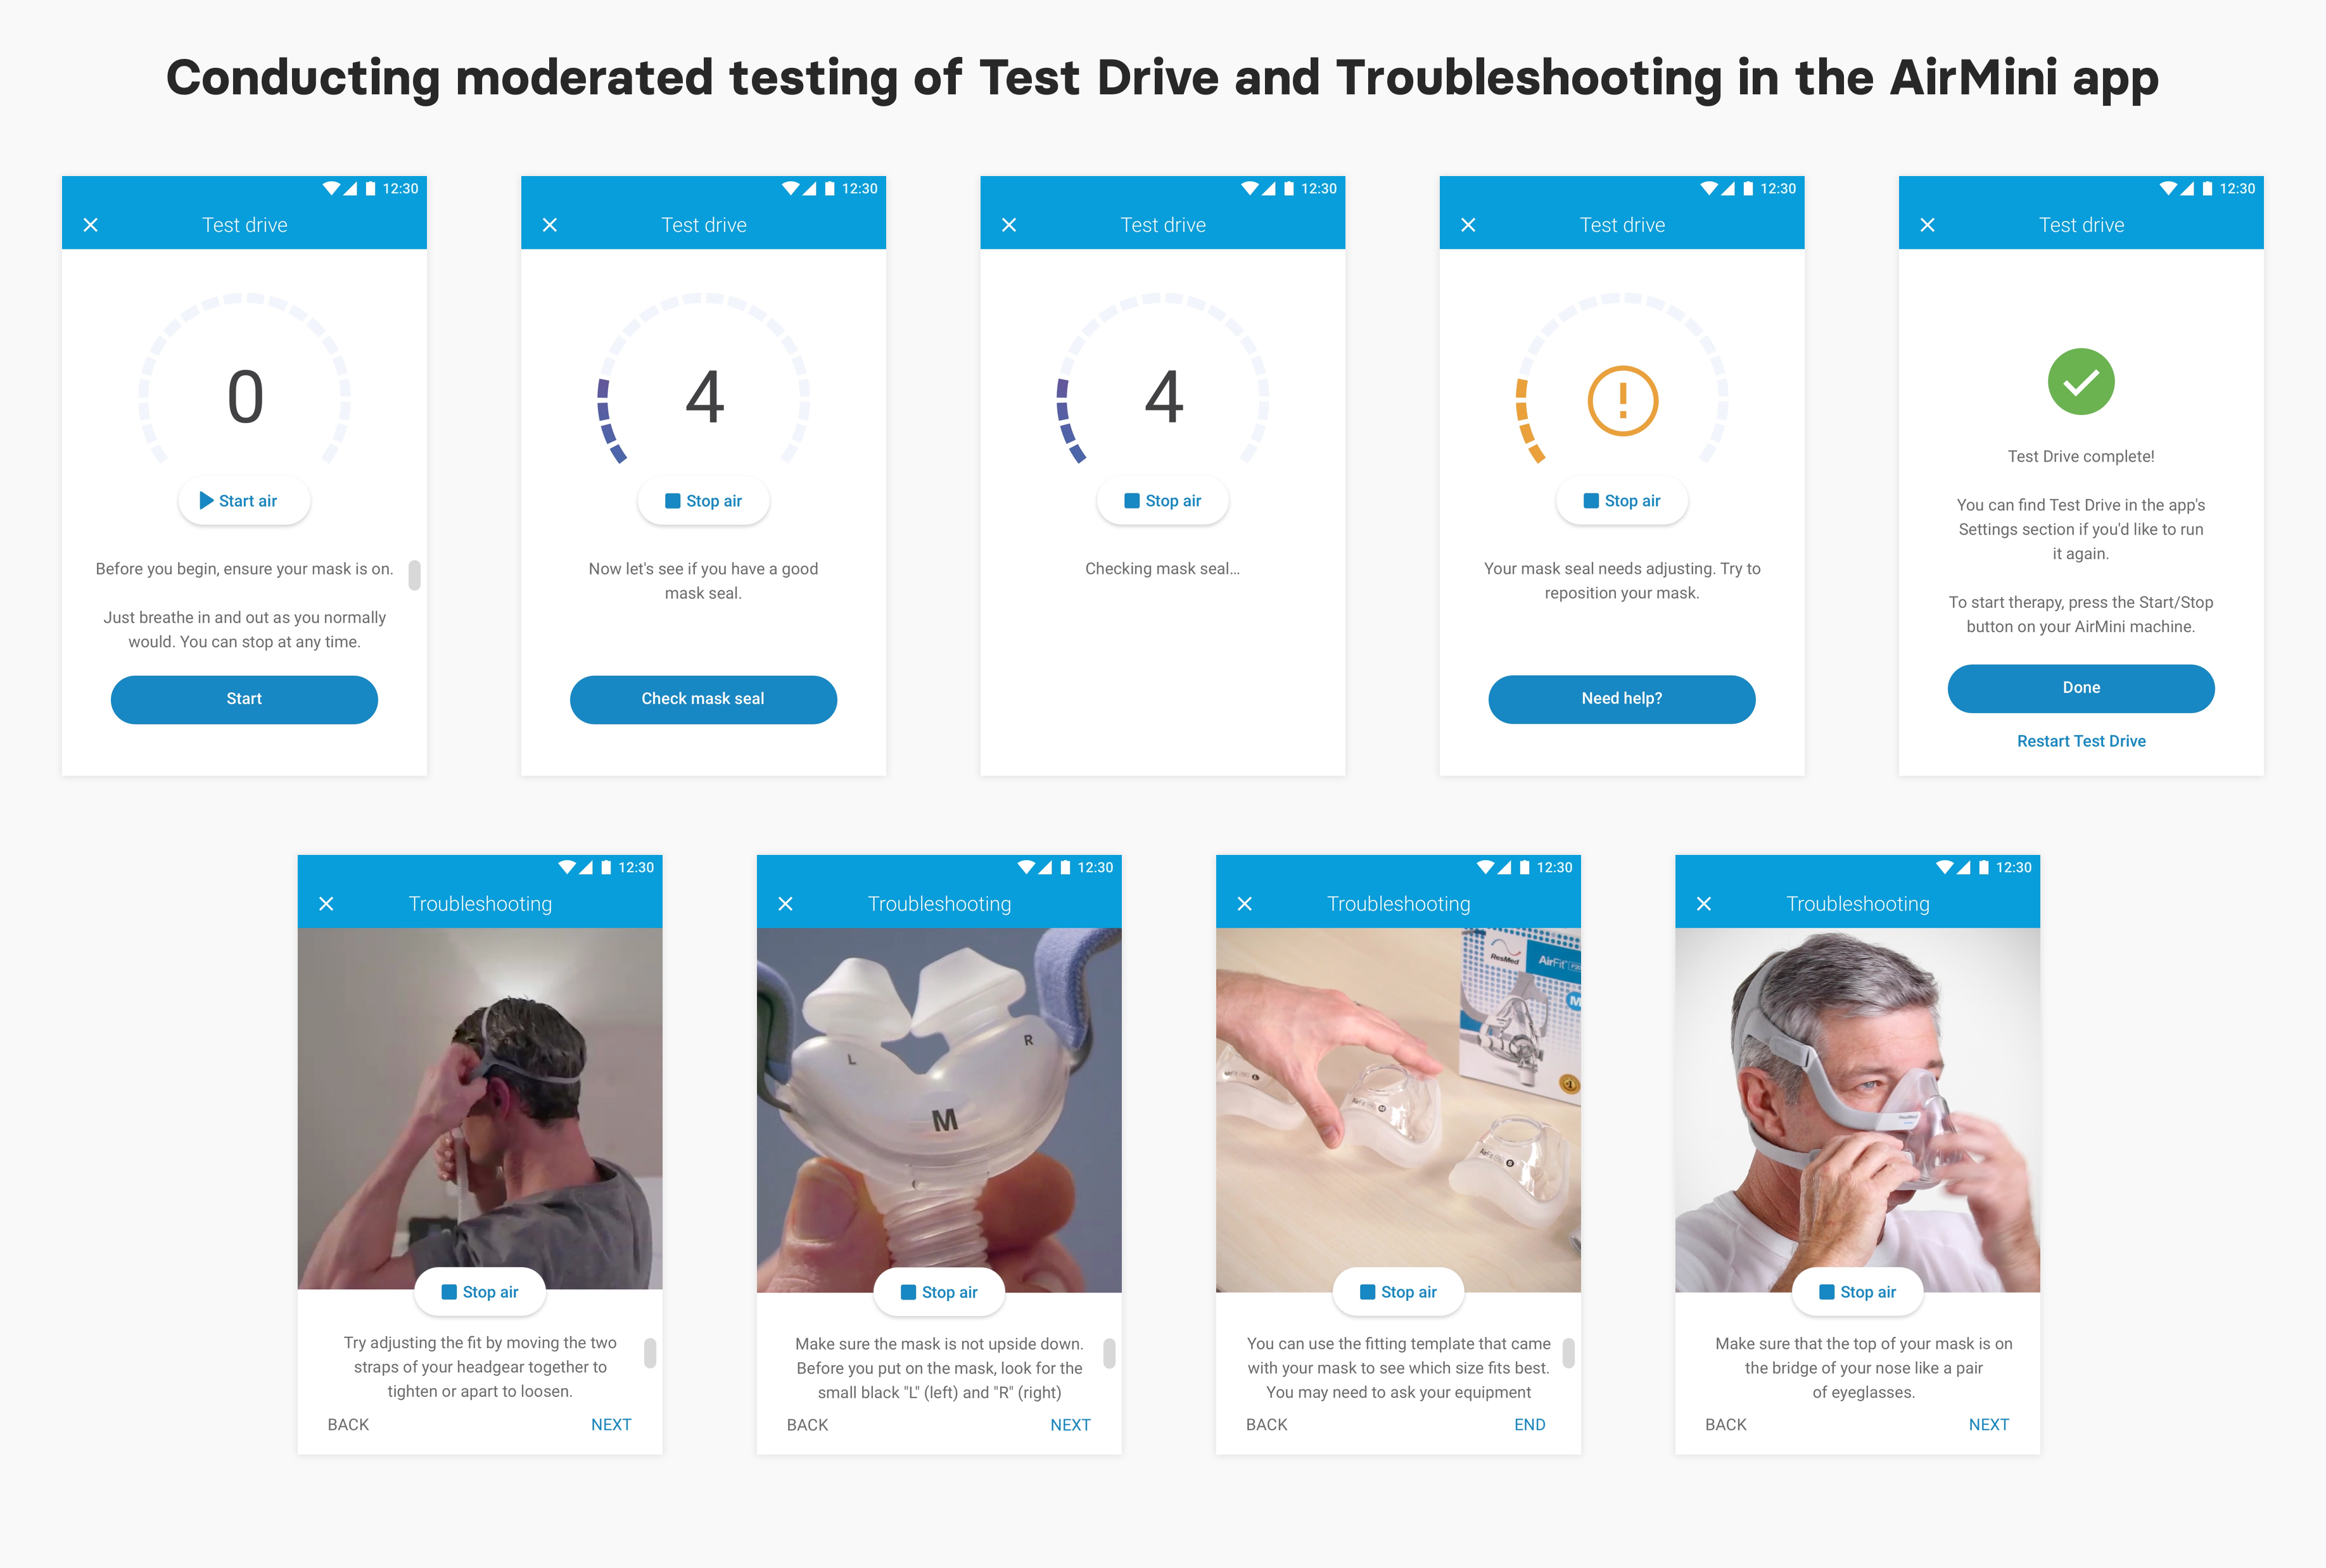 Conducting moderated testing of Test Drive and Troubleshooting in the AirMini app
12:30
Test drive
0
Start air
Before you begin, ensure your mask is on.
Just breathe in and out as you normally
would. You can stop at any time.
Start
12:30
Test drive
4
Stop air
Now let's see if you have a good
mask seal.
Check mask seal
12:30
Test drive
4
Stop air
Checking mask seal...
12:30
Test drive
!
Stop air
Your mask seal needs adjusting. Try to
reposition your mask.
Need help?
12:30
Test drive
Test Drive complete!
You can find Test Drive in the app's
Settings section if you'd like to run
it again.
To start therapy, press the Start/Stop
button on your AirMini machine.
Done
Restart Test Drive
12:30
Troubleshooting
Stop air
Try adjusting the fit by moving the two
straps of your headgear together to
tighten or apart to loosen.
BACK
NEXT
12:30
Troubleshooting
L
R
M
Stop air
Make sure the mask is not upside down.
Before you put on the mask, look for the
small black "L" (left) and "R" (right)
BACK
NEXT
12:30
Troubleshooting
ResMed
AirFit
M
Stop air
You can use the fitting template that came
with your mask to see which size fits best.
You may need to ask your equipment
BACK
END
12:30
Troubleshooting
Stop air
Make sure that the top of your mask is on
the bridge of your nose like a pair
of eyeglasses.
BACK
NEXT